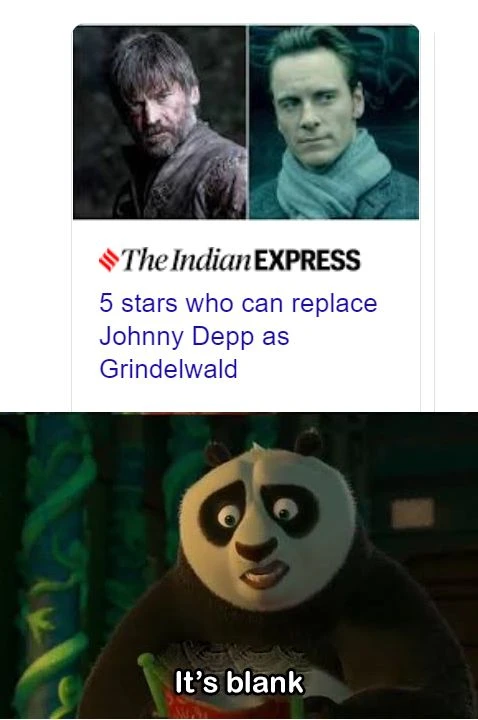 The Indian EXPRESS
5 stars who can replace
Johnny Depp as
Grindelwald
It's blank